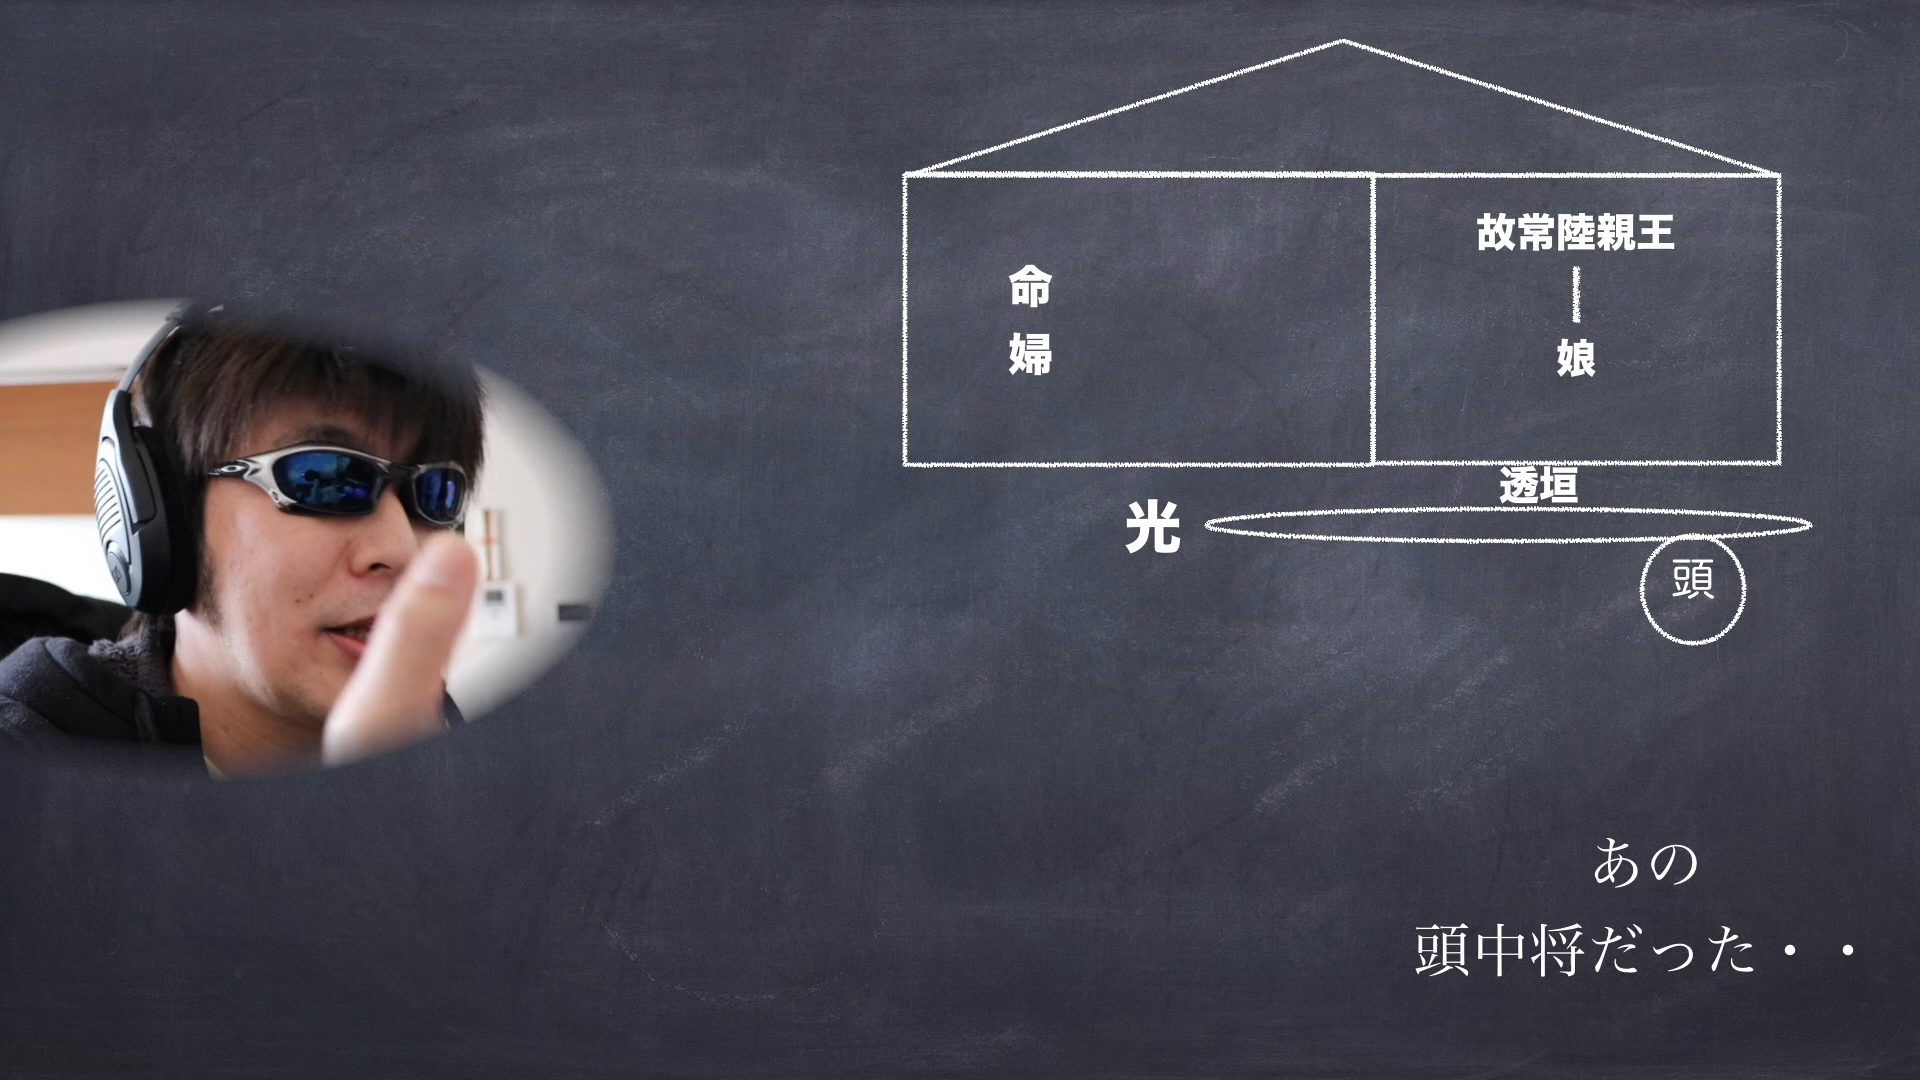 故常陸親王
娘
命
婦
透垣
光
頭
あの
頭中将だった・・